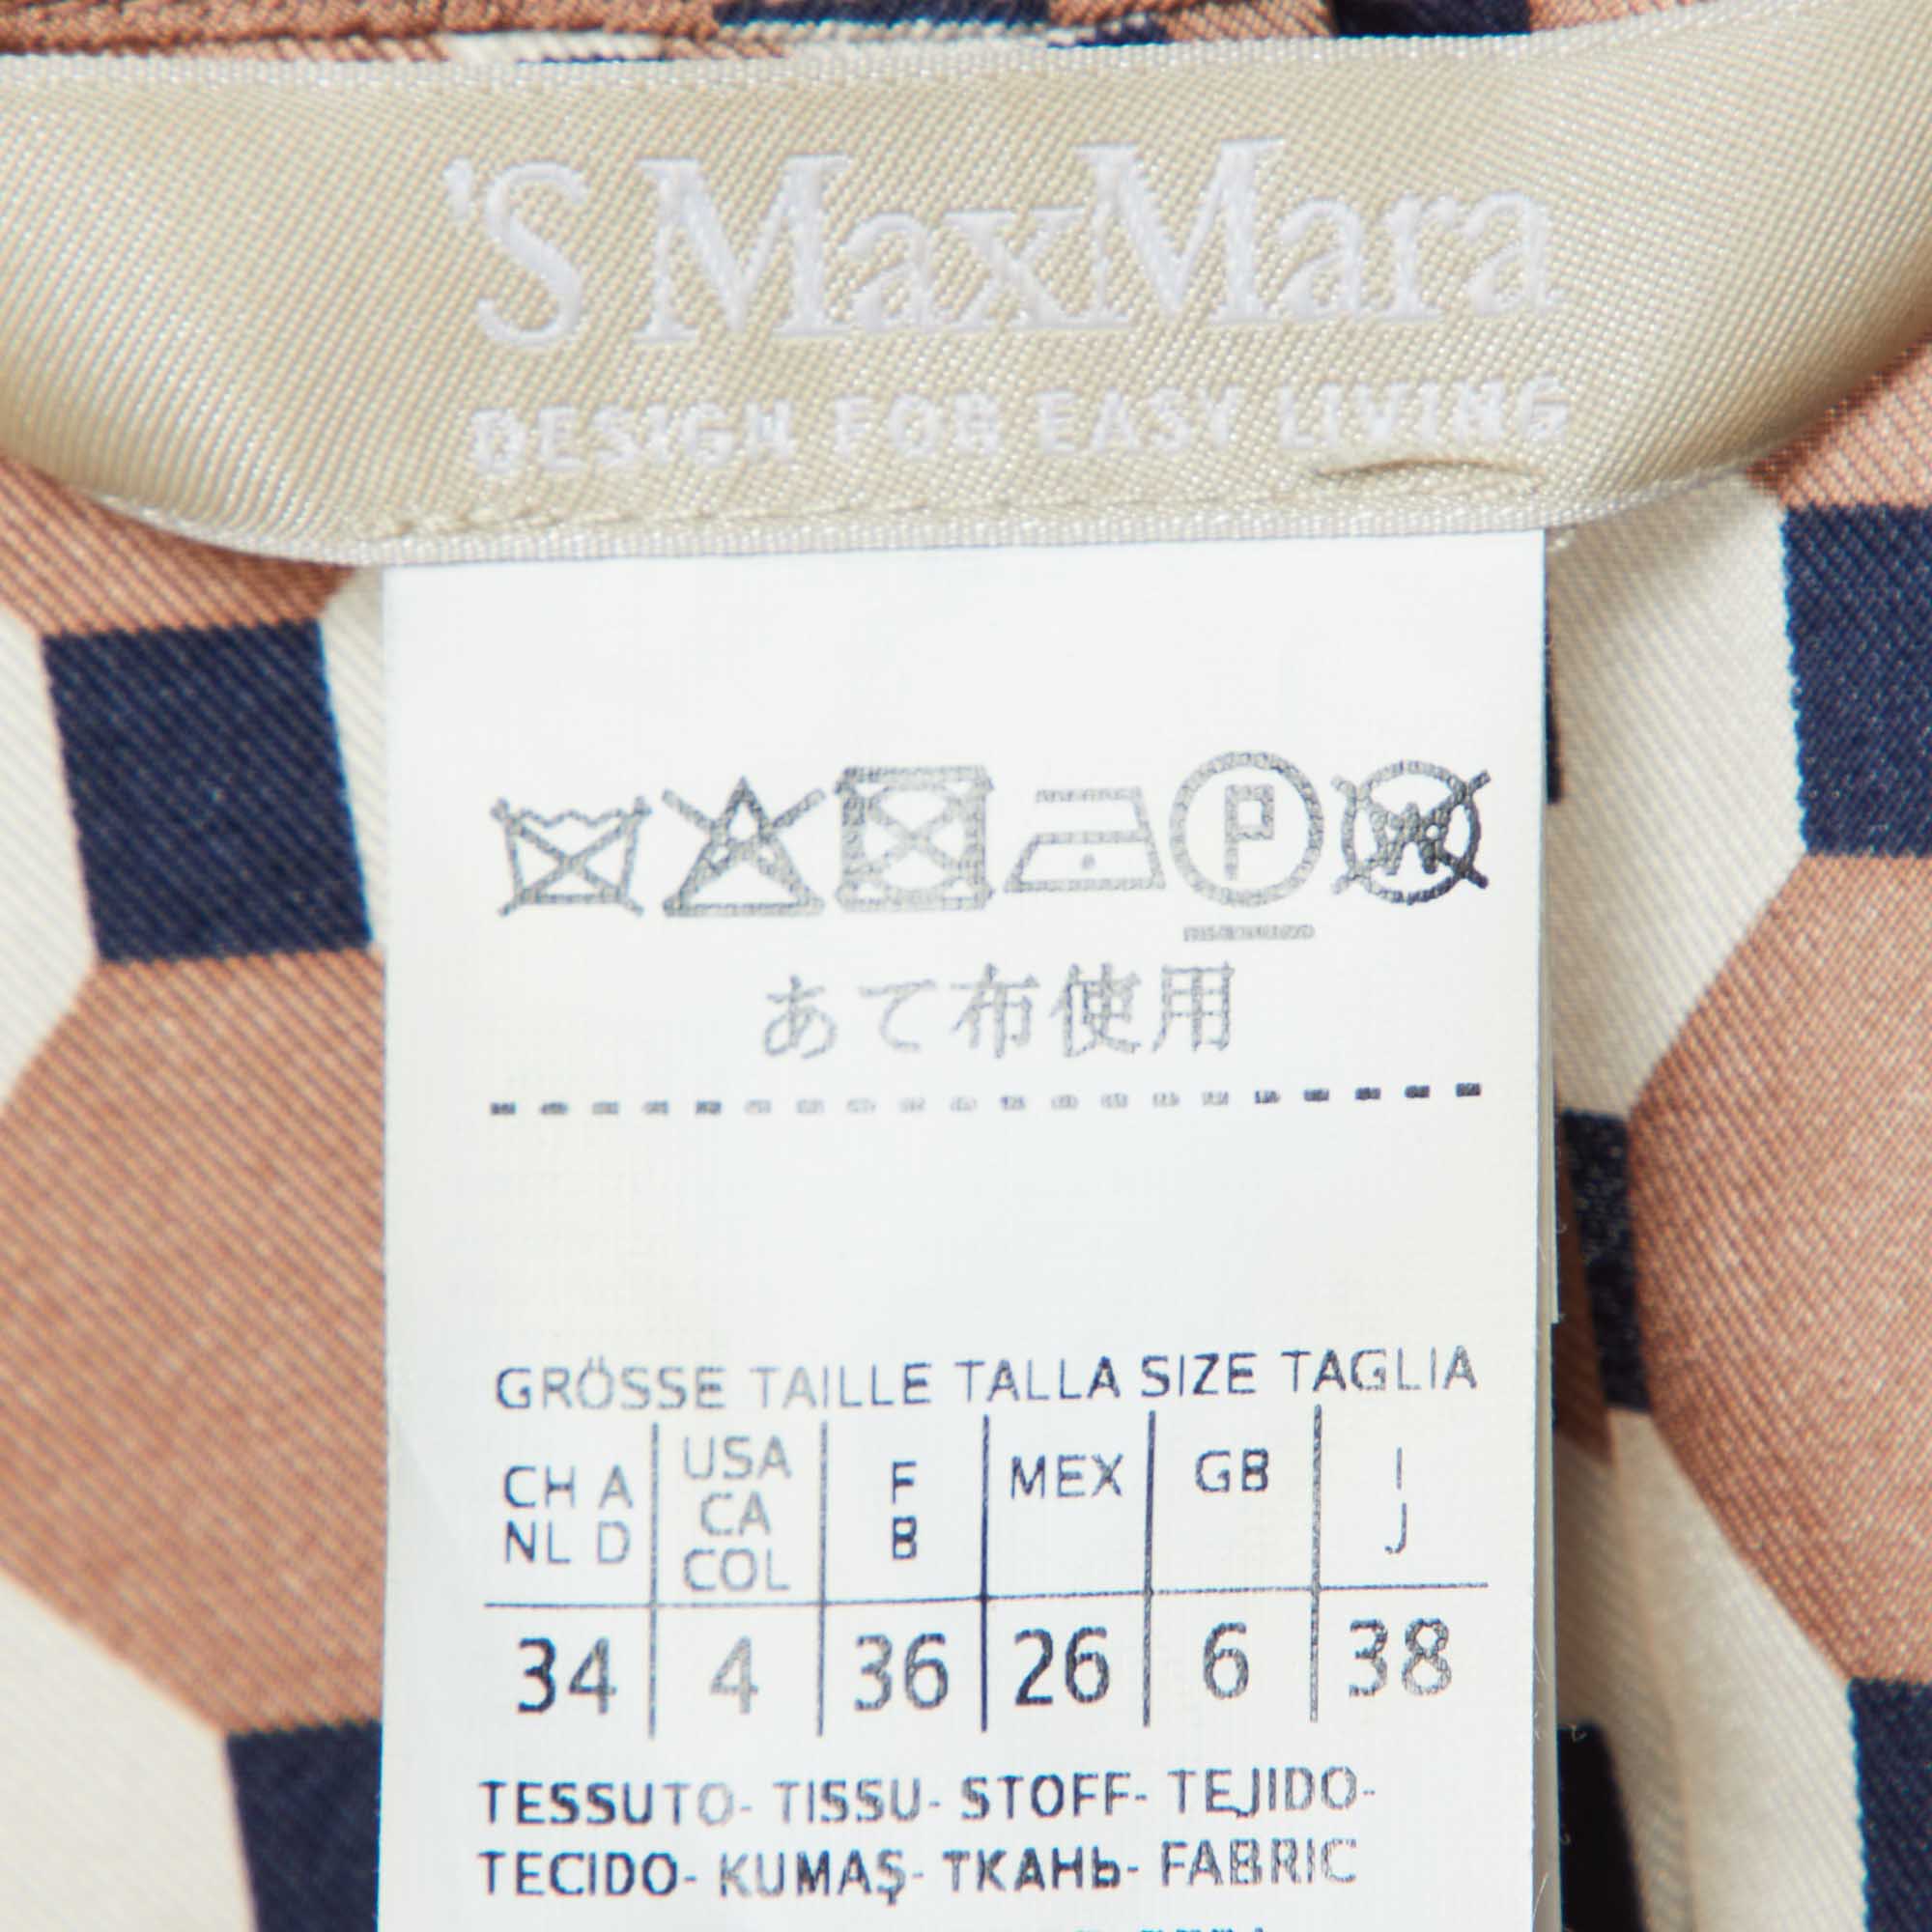 'S MaxMara
DESIGN FOR EASY LIVING
P W
あて布使用
GRÖSSE TAILLE TALLA SIZE TAGLIA
CH A USA F MEX GB I
NL D CA B J
COL
34 4 36 26 6 38
TESSUTO- TISSU- STOFF- TEJIDO-
TECIDO- KUMAŞ- ТКАНЬ- FABRIC